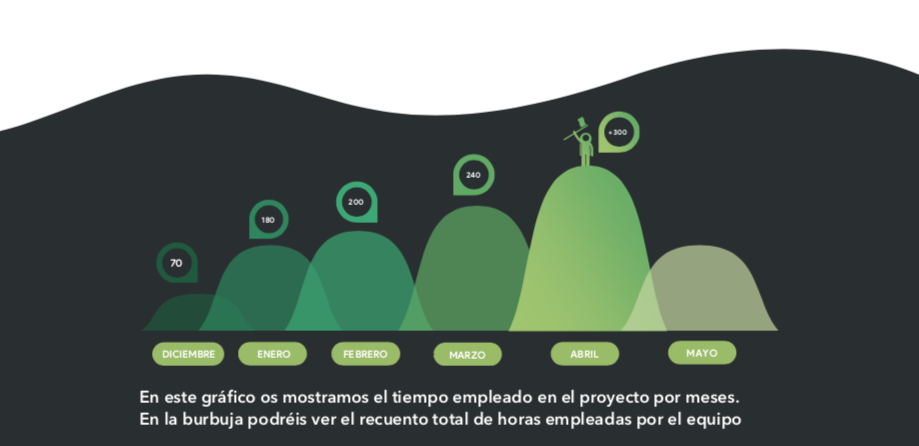 +300
240
200
180
70
DICIEMBRE ENERO FEBRERO MARZO ABRIL MAYO
En este gráfico os mostramos el tiempo empleado en el proyecto por meses.
En la burbuja podréis ver el recuento total de horas empleadas por el equipo